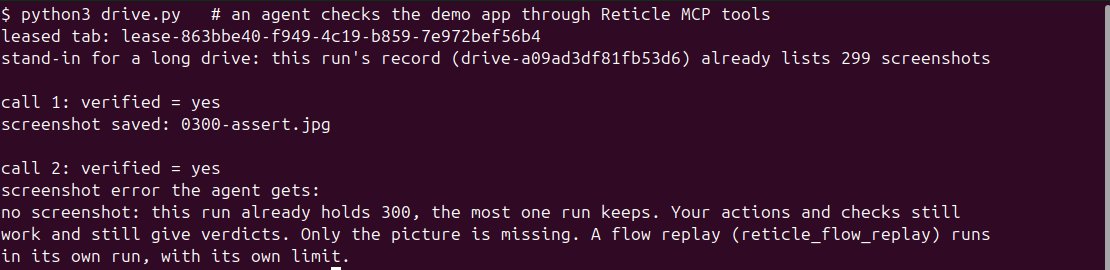 $ python3 drive.py   # an agent checks the demo app through Reticle MCP tools
leased tab: lease-863bbe40-f949-4c19-b859-7e972bef56b4
stand-in for a long drive: this run's record (drive-a09ad3df81fb53d6) already lists 299 screenshots
call 1: verified = yes
screenshot saved: 0300-assert.jpg
call 2: verified = yes
screenshot error the agent gets:
no screenshot: this run already holds 300, the most one run keeps. Your actions and checks still
work and still give verdicts. Only the picture is missing. A flow replay (reticle_flow_replay) runs
in its own run, with its own limit.